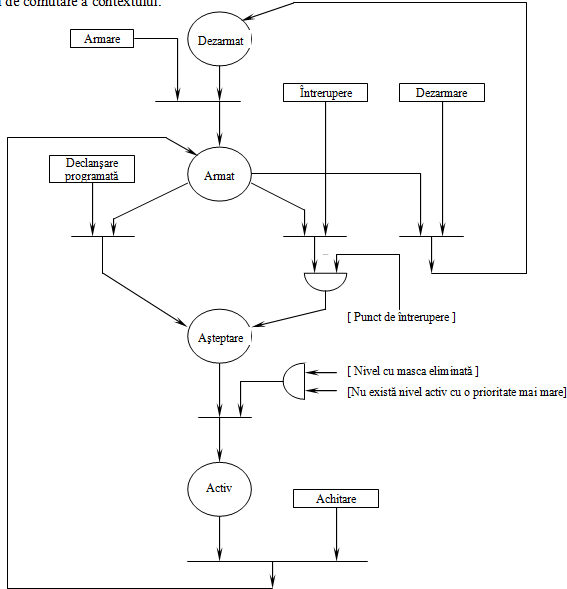 de comutare a contextului.
Armare
Dezarmat
Întrerupere
Dezarmare
Declanşare
programată
Armat
[ Punct de întrerupere ]
Aşteptare
[ Nivel cu masca eliminată ]
[Nu există nivel activ cu o prioritate mai mare]
Activ
Achitare